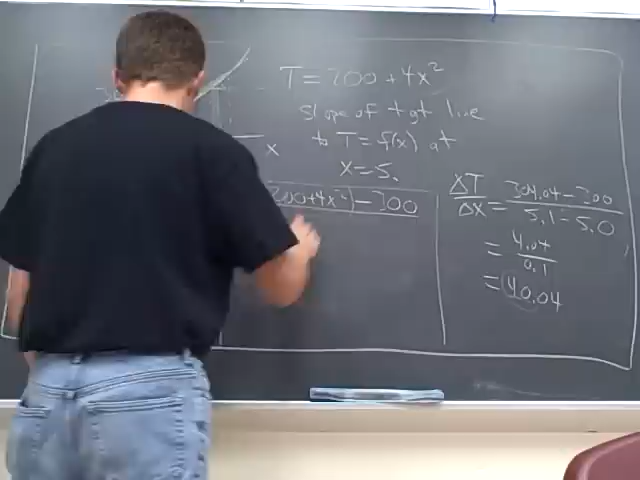 T = 200 + 4x²
slope of tgt line
to T = f(x) at
x = 5.
x
200+4x²) − 300
ΔT/Δx = 304.04 − 300 / 5.1 − 5.0
= 4.04 / 0.1
= 40.04